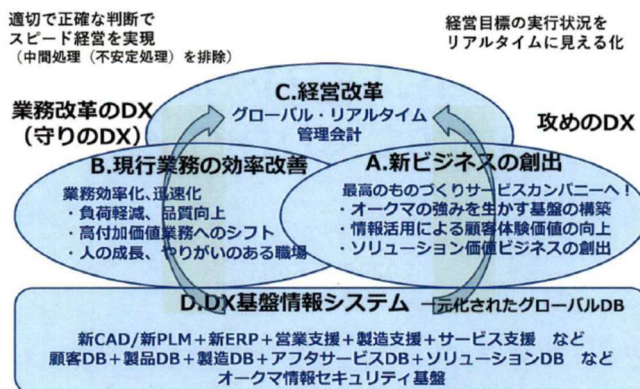 適切で正確な判断で
スピード経営を実現
（中間処理（不安定処理）を排除）
経営目標の実行状況を
リアルタイムに見える化
C.経営改革
グローバル・リアルタイム
管理会計
業務改革のDX
（守りのDX）
攻めのDX
B.現行業務の効率改善
業務効率化、迅速化
・負荷軽減、品質向上
・高付加価値業務へのシフト
・人の成長、やりがいのある職場
A.新ビジネスの創出
最高のものづくりサービスカンパニーへ！
・オークマの強みを生かす基盤の構築
・情報活用による顧客体験価値の向上
・ソリューション価値ビジネスの創出
D.DX基盤情報システム 一元化されたグローバルDB
新CAD/新PLM＋新ERP＋営業支援＋製造支援＋サービス支援 など
顧客DB＋製品DB＋製造DB＋アフタサービスDB＋ソリューションDB など
オークマ情報セキュリティ基盤